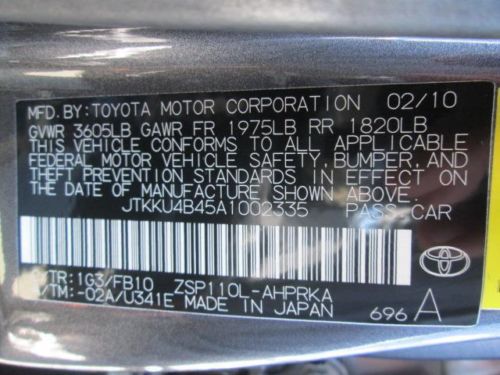 MFD.BY:TOYOTA MOTOR CORPORATION 02/10
GVWR 3605LB GAWR FR 1975LB RR 1820LB
THIS VEHICLE CONFORMS TO ALL APPLICABLE
FEDERAL MOTOR VEHICLE SAFETY, BUMPER, AND
THEFT PREVENTION STANDARDS IN EFFECT ON
THE DATE OF MANUFACTURE SHOWN ABOVE.
JTKKU4B45A1002335 PASS CAR
/TR:1G3/FB10 ZSP110L-AHPRKA
/TM:-02A/U341E MADE IN JAPAN 696 A